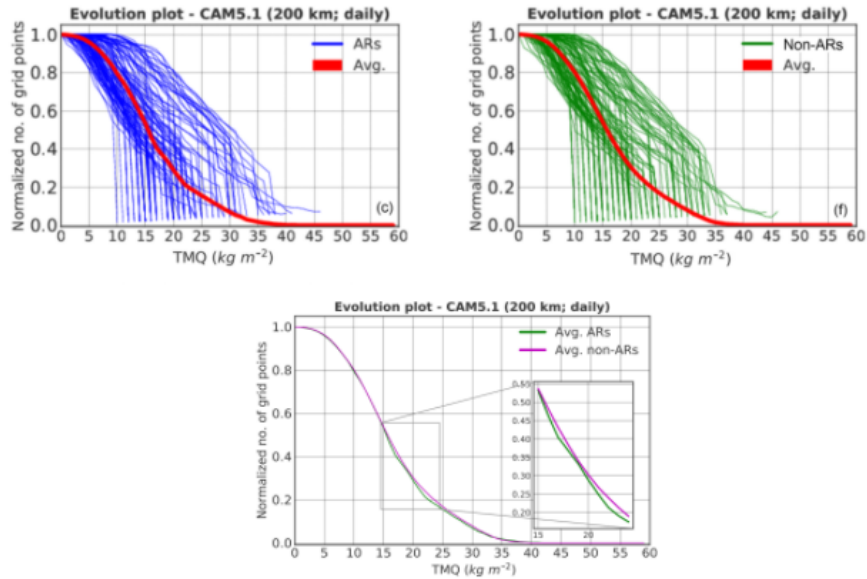 Evolution plot - CAM5.1 (200 km; daily)
Normalized no. of grid points
1.0
0.8
0.6
0.4
0.2
0.0
ARs
Avg.
(c)
0 5 10 15 20 25 30 35 40 45 50 55 60
TMQ (kg m⁻²)
Evolution plot - CAM5.1 (200 km; daily)
Normalized no. of grid points
1.0
0.8
0.6
0.4
0.2
0.0
Non-ARs
Avg.
(f)
0 5 10 15 20 25 30 35 40 45 50 55 60
TMQ (kg m⁻²)
Evolution plot - CAM5.1 (200 km; daily)
Normalized no. of grid points
1.0
0.8
0.6
0.4
0.2
0.0
Avg. ARs
Avg. non-ARs
0.55
0.50
0.45
0.40
0.35
0.30
0.25
0.20
15 20
0 5 10 15 20 25 30 35 40 45 50 55 60
TMQ (kg m⁻²)